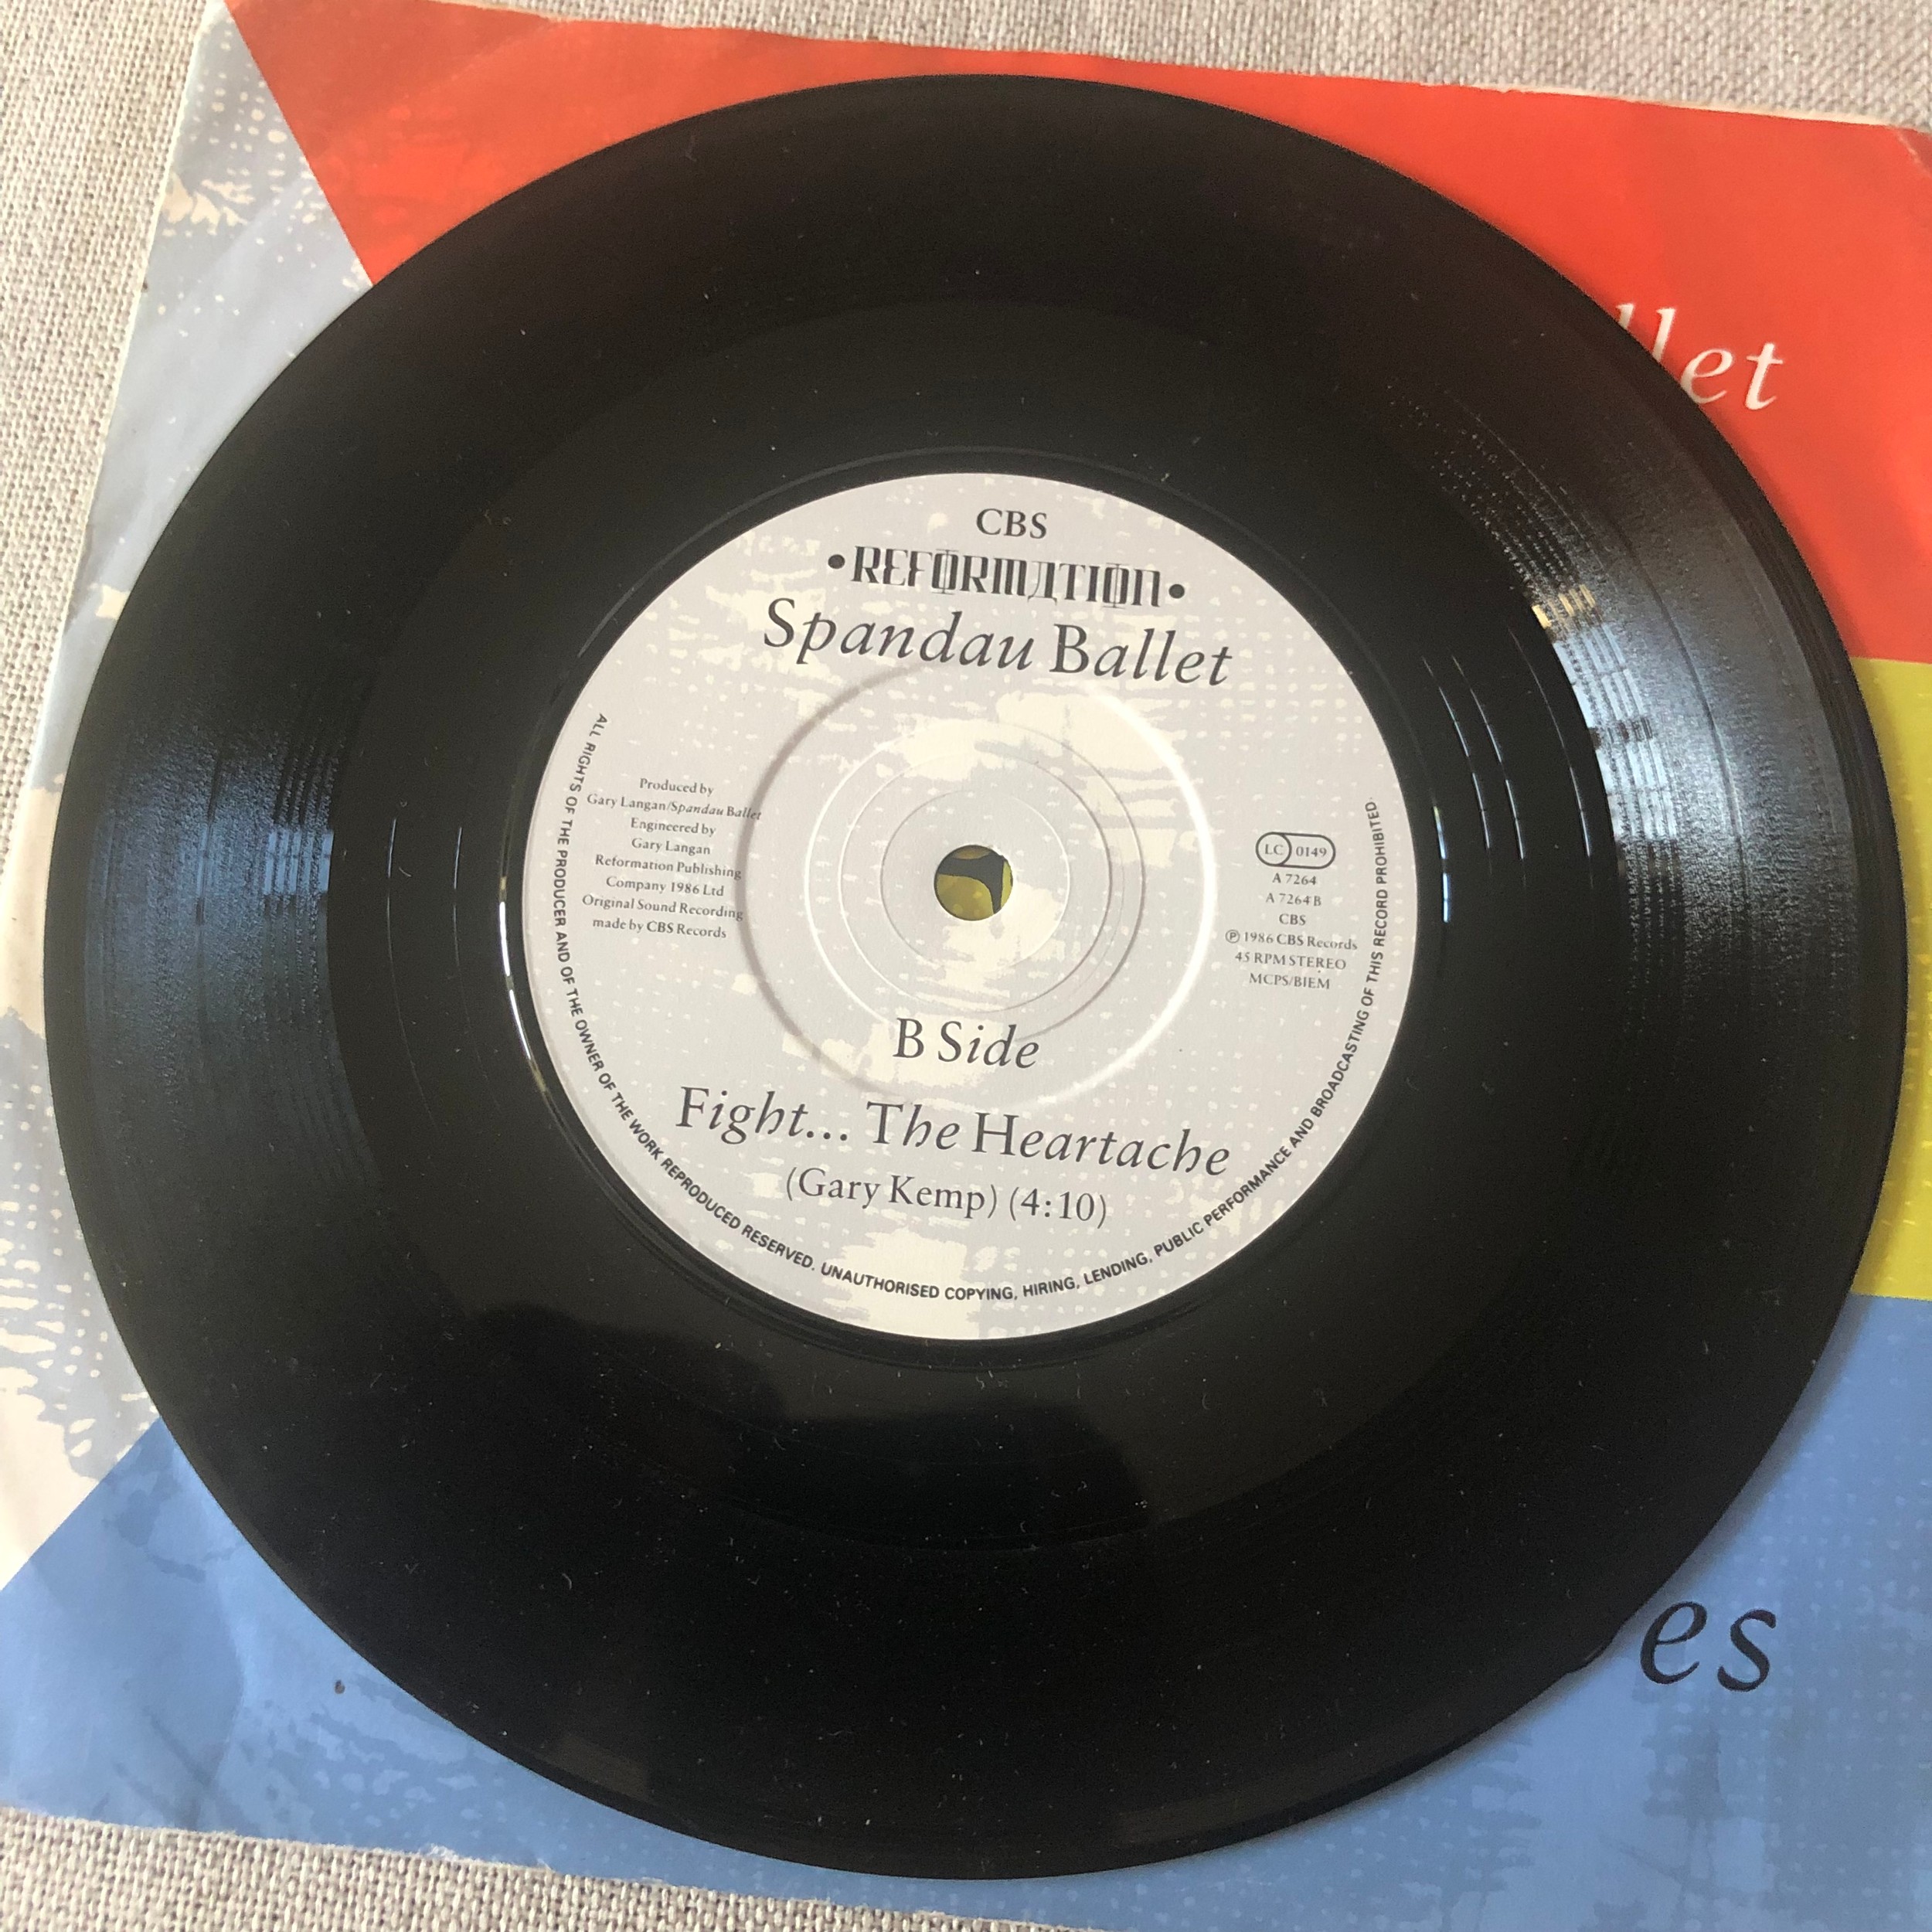 llet
CBS
•REFORMATION•
Spandau Ballet
Produced by
Gary Langan/Spandau Ballet
Engineered by
Gary Langan
Reformation Publishing
Company 1986 Ltd
Original Sound Recording
made by CBS Records
LC 0149
A 7264
A 7264 B
CBS
℗ 1986 CBS Records
45 RPM STEREO
MCPS/BIEM
B Side
Fight... The Heartache
(Gary Kemp) (4:10)
ALL RIGHTS OF THE PRODUCER AND OF THE OWNER OF THE WORK REPRODUCED RESERVED. UNAUTHORISED COPYING, HIRING, LENDING, PUBLIC PERFORMANCE AND BROADCASTING OF THIS RECORD PROHIBITED.
es